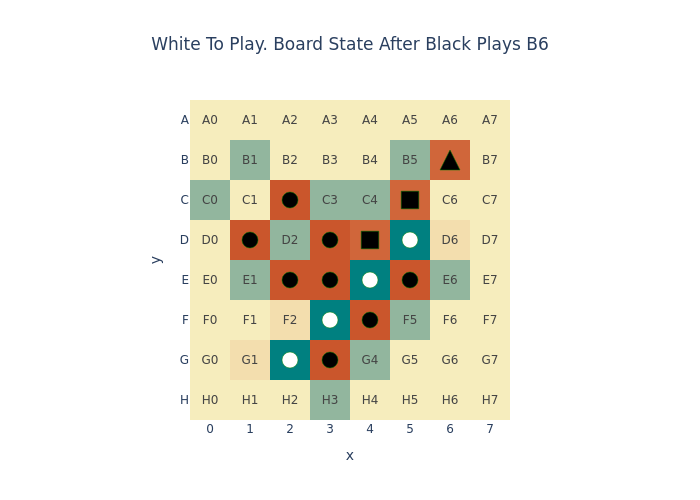 White To Play. Board State After Black Plays B6
A A0 A1 A2 A3 A4 A5 A6 A7
B B0 B1 B2 B3 B4 B5 B7
C C0 C1 C3 C4 C6 C7
D D0 D2 D6 D7
y
E E0 E1 E6 E7
F F0 F1 F2 F5 F6 F7
G G0 G1 G4 G5 G6 G7
H H0 H1 H2 H3 H4 H5 H6 H7
0 1 2 3 4 5 6 7
x